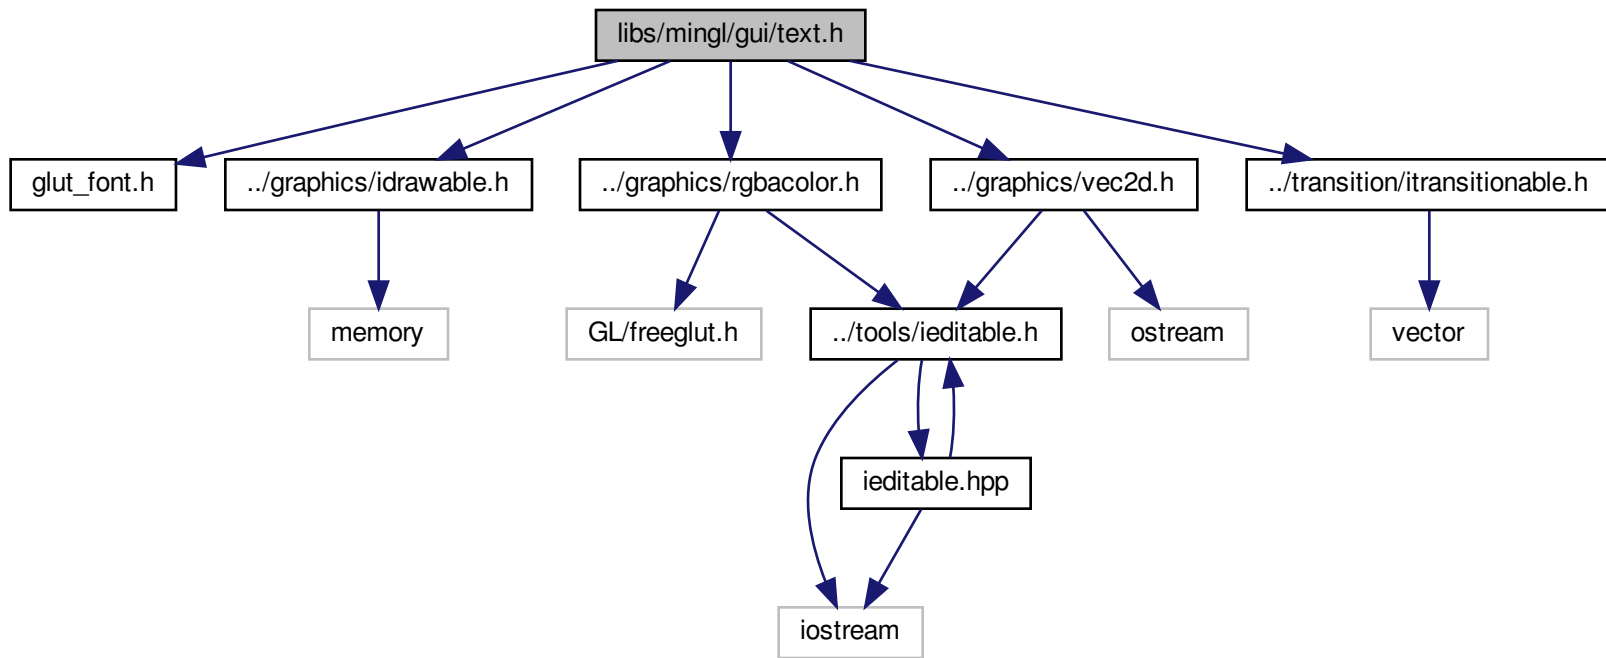 libs/mingl/gui/text.h
glut_font.h
../graphics/idrawable.h
../graphics/rgbacolor.h
../graphics/vec2d.h
../transition/itransitionable.h
memory
GL/freeglut.h
../tools/ieditable.h
ostream
vector
ieditable.hpp
iostream